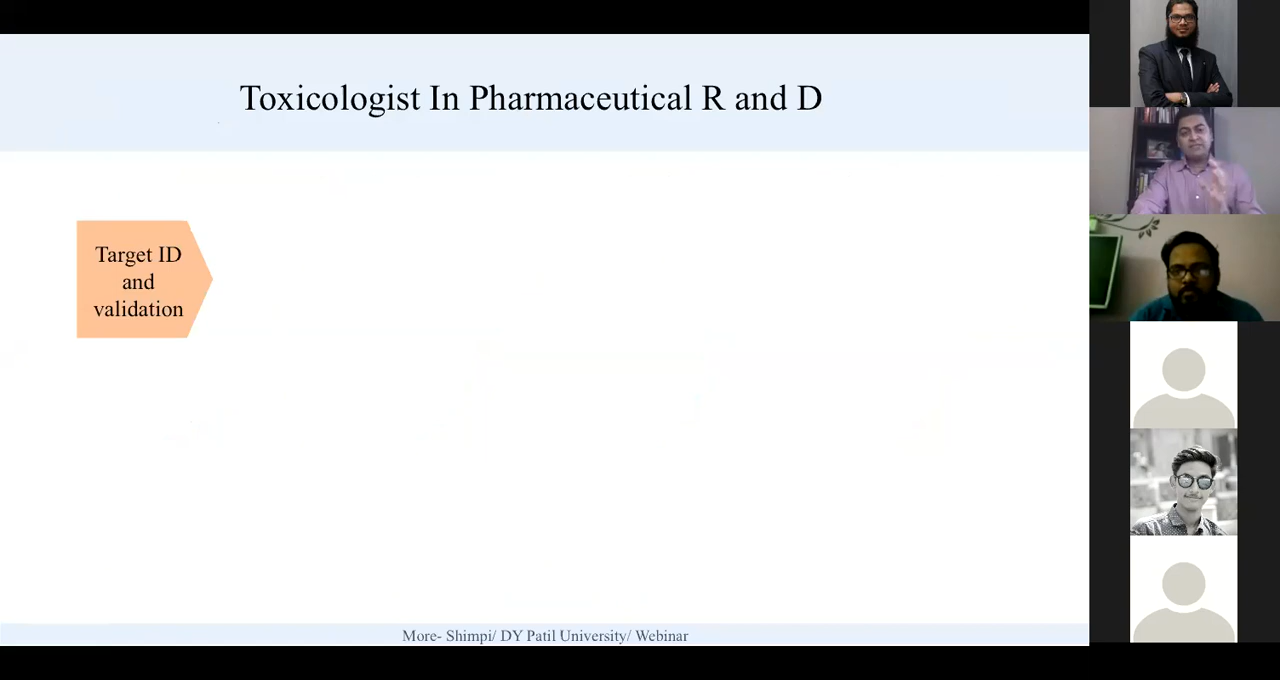 Toxicologist In Pharmaceutical R and D
Target ID
and
validation
More- Shimpi/ DY Patil University/ Webinar